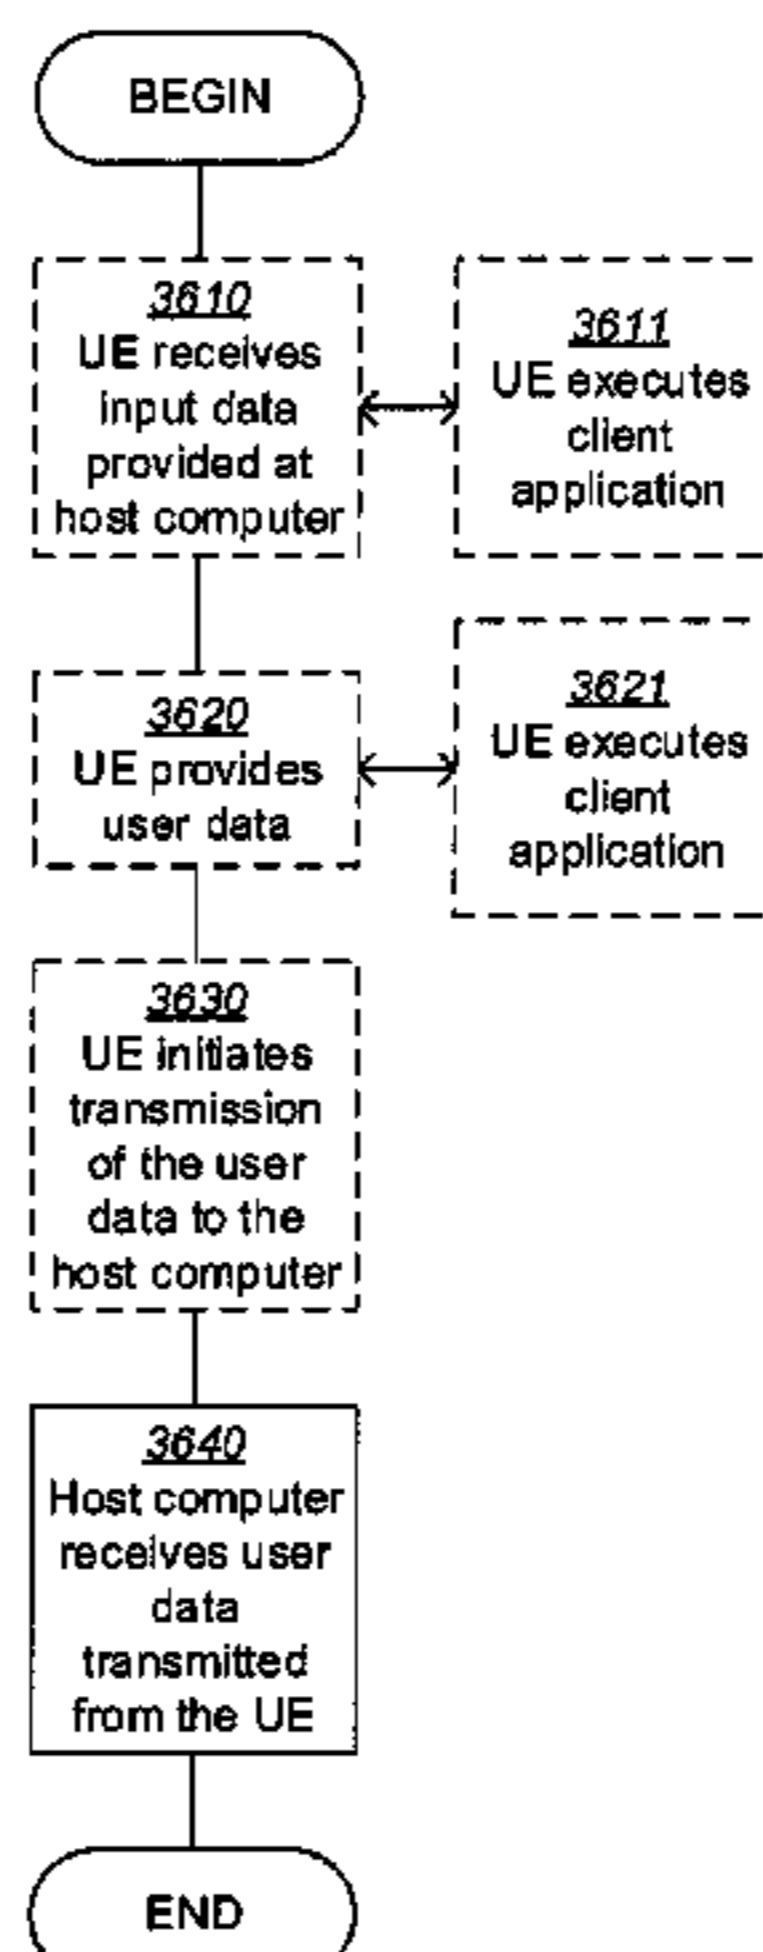 BEGIN
3610
UE receives
input data
provided at
host computer
3611
UE executes
client
application
3620
UE provides
user data
3621
UE executes
client
application
3630
UE initiates
transmission
of the user
data to the
host computer
3640
Host computer
receives user
data
transmitted
from the UE
END